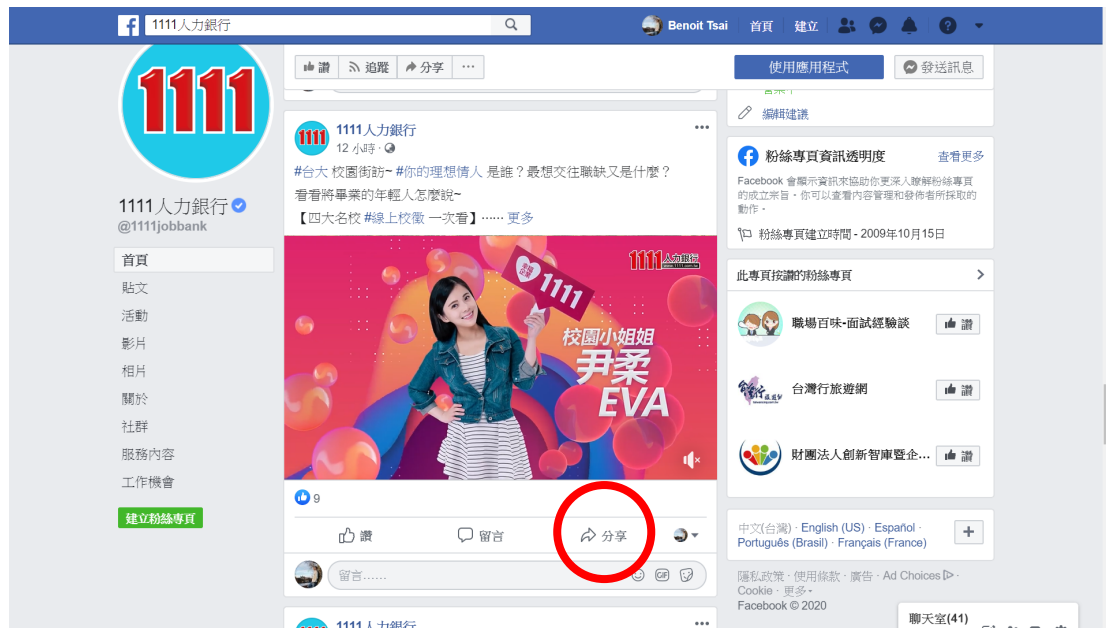 1111人力銀行
Benoit Tsai
首頁
建立
1111
讚
追蹤
分享
使用應用程式
發送訊息
編輯建議
1111
1111人力銀行
12 小時
#台大 校園街訪~ #你的理想情人 是誰？最想交往職缺又是什麼？
看看將畢業的年輕人怎麼說~
【四大名校 #線上校徵 一次看】…… 更多
粉絲專頁資訊透明度
查看更多
Facebook 會顯示資訊來協助你更深入瞭解粉絲專頁
的成立宗旨。你可以查看內容管理和發佈者所採取的
動作。
粉絲專頁建立時間 - 2009年10月15日
1111人力銀行
@1111jobbank
首頁
貼文
活動
影片
相片
關於
社群
服務內容
工作機會
建立粉絲專頁
1111人力銀行
1111
校園小姐姐
尹柔
EVA
此專頁按讚的粉絲專頁
職場百味-面試經驗談
讚
台灣行旅遊網
讚
財團法人創新智庫暨企...
讚
9
讚
留言
分享
留言......
GIF
中文(台灣) · English (US) · Español ·
Português (Brasil) · Français (France)
隱私政策 · 使用條款 · 廣告 · Ad Choices ·
Cookie · 更多
Facebook © 2020
聊天室(41)
1111人力銀行